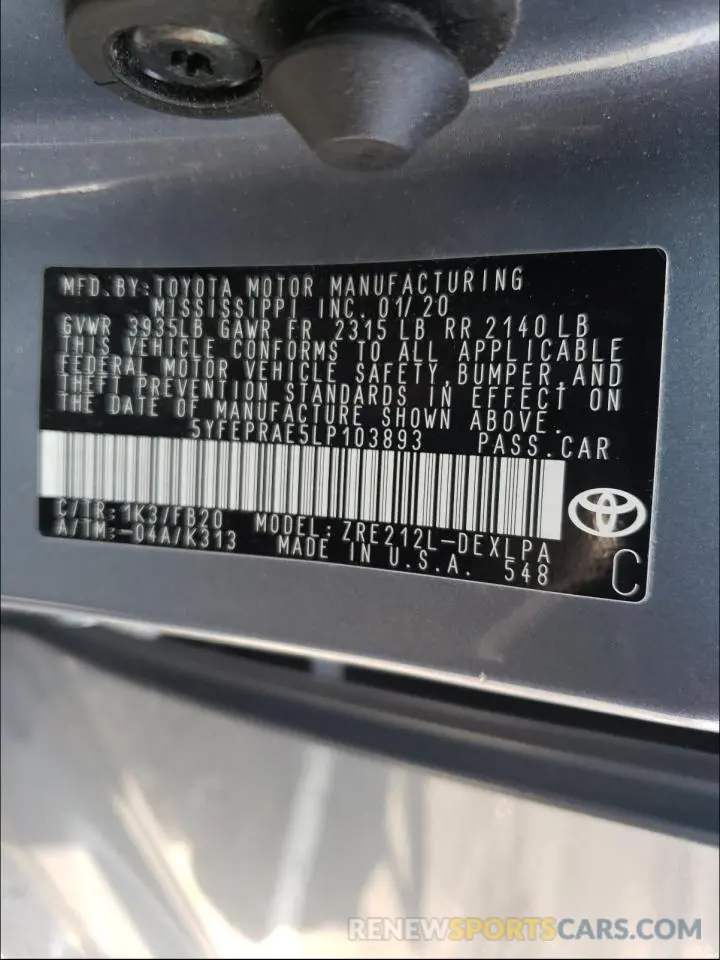 MFD.BY:TOYOTA MOTOR MANUFACTURING
MISSISSIPPI INC. 01/20
GVWR 3935LB GAWR FR 2315 LB RR 2140 LB
THIS VEHICLE CONFORMS TO ALL APPLICABLE
FEDERAL MOTOR VEHICLE SAFETY, BUMPER, AND
THEFT PREVENTION STANDARDS IN EFFECT ON
THE DATE OF MANUFACTURE SHOWN ABOVE.
5YFEPRAE5LP103893 PASS.CAR
C/TR:1K3/FB20 MODEL:ZRE212L-DEXLPA
A/TM:-04A/K313 MADE IN U.S.A. 548
C
RENEWSPORTSCARS.COM